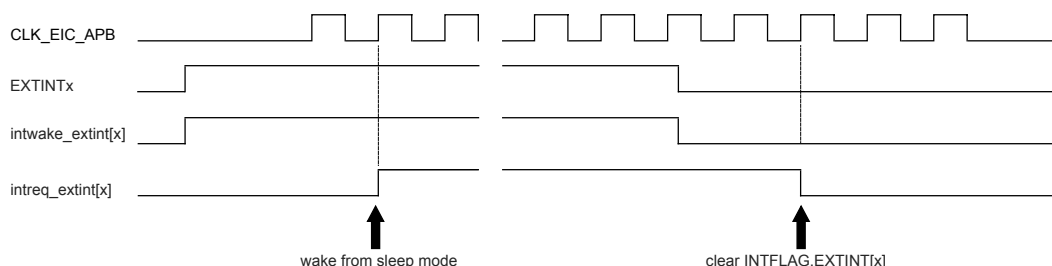 CLK_EIC_APB
EXTINTx
intwake_extint[x]
intreq_extint[x]
wake from sleep mode
clear INTFLAG.EXTINT[x]